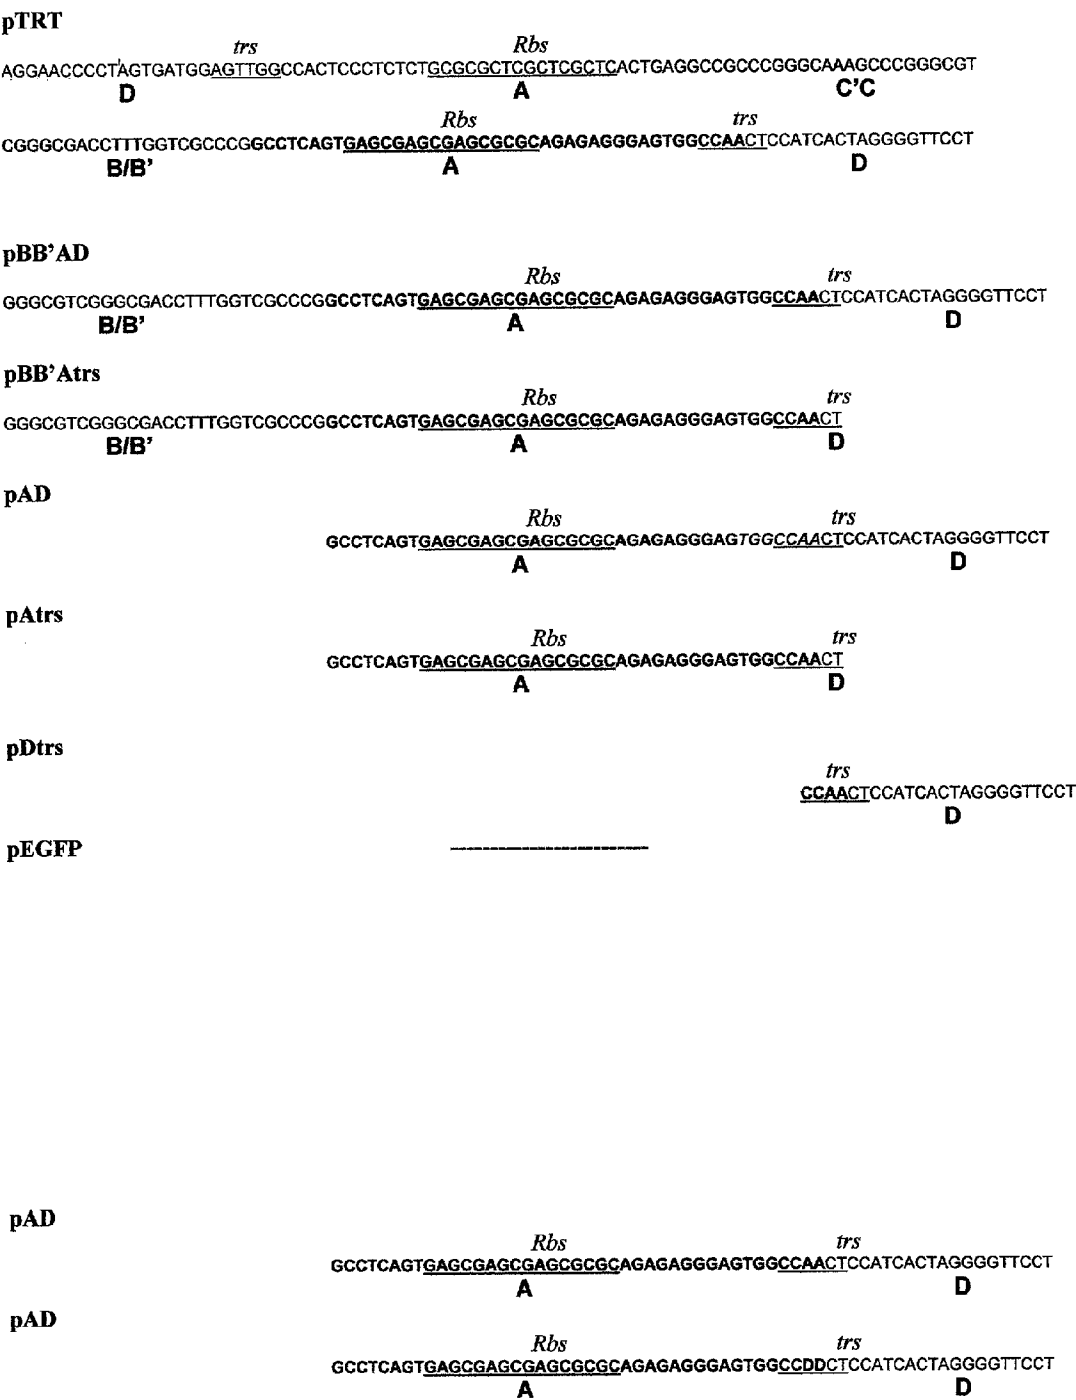 pTRT
trs Rbs
AGGAACCCCTAGTGATGGAGTTGGCCACTCCCTCTCTGCGCGCTCGCTCGCTCACTGAGGCCGCCCGGGCAAAGCCCGGGCGT
D A C'C
Rbs trs
CGGGCGACCTTTGGTCGCCCGGCCTCAGTGAGCGAGCGAGCGCGCAGAGAGGGAGTGGCCAACTCCATCACTAGGGGTTCCT
B/B' A D
pBB'AD
Rbs trs
GGGCGTCGGGCGACCTTTGGTCGCCCGGCCTCAGTGAGCGAGCGAGCGCGCAGAGAGGGAGTGGCCAACTCCATCACTAGGGGTTCCT
B/B' A D
pBB'Atrs
Rbs trs
GGGCGTCGGGCGACCTTTGGTCGCCCGGCCTCAGTGAGCGAGCGAGCGCGCAGAGAGGGAGTGGCCAACT
B/B' A D
pAD
Rbs trs
GCCTCAGTGAGCGAGCGAGCGCGCAGAGAGGGAGTGGCCAACTCCATCACTAGGGGTTCCT
A D
pAtrs
Rbs trs
GCCTCAGTGAGCGAGCGAGCGCGCAGAGAGGGAGTGGCCAACT
A D
pDtrs
trs
CCAACTCCATCACTAGGGGTTCCT
D
pEGFP
pAD
Rbs trs
GCCTCAGTGAGCGAGCGAGCGCGCAGAGAGGGAGTGGCCAACTCCATCACTAGGGGTTCCT
A D
pAD
Rbs trs
GCCTCAGTGAGCGAGCGAGCGCGCAGAGAGGGAGTGGCCDDCTCCATCACTAGGGGTTCCT
A D